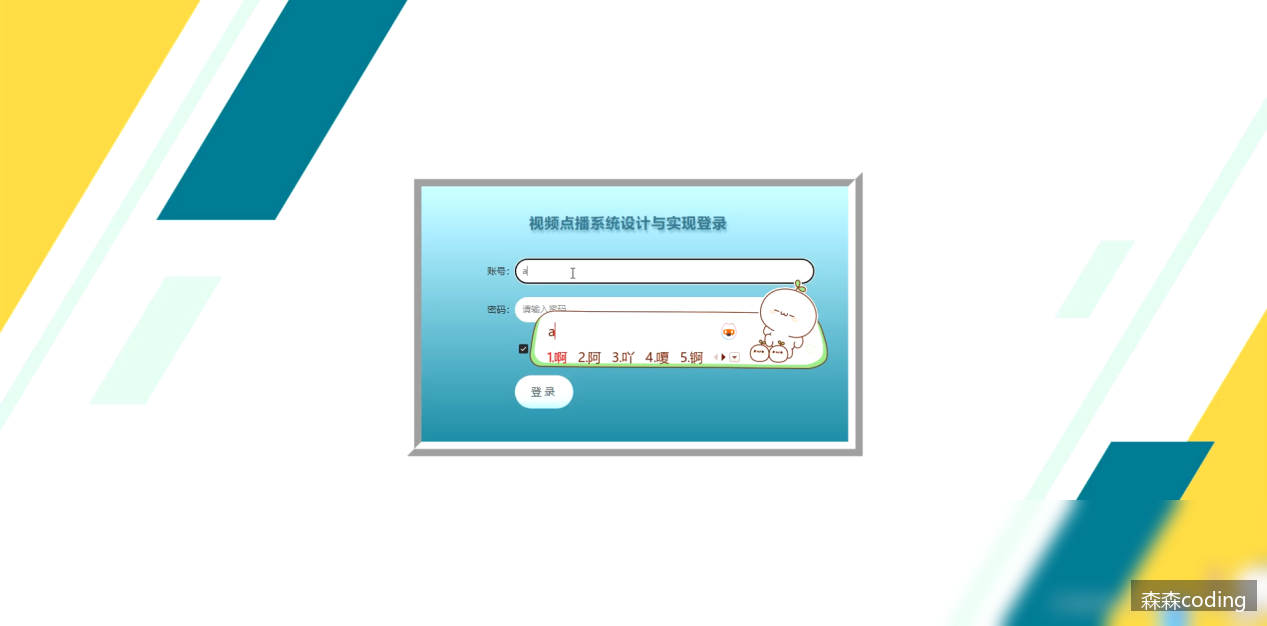 视频点播系统设计与实现登录
账号：
a
密码：
请输入密码
a
1.啊 2.阿 3.吖 4.嗄 5.锕
登 录
森森coding